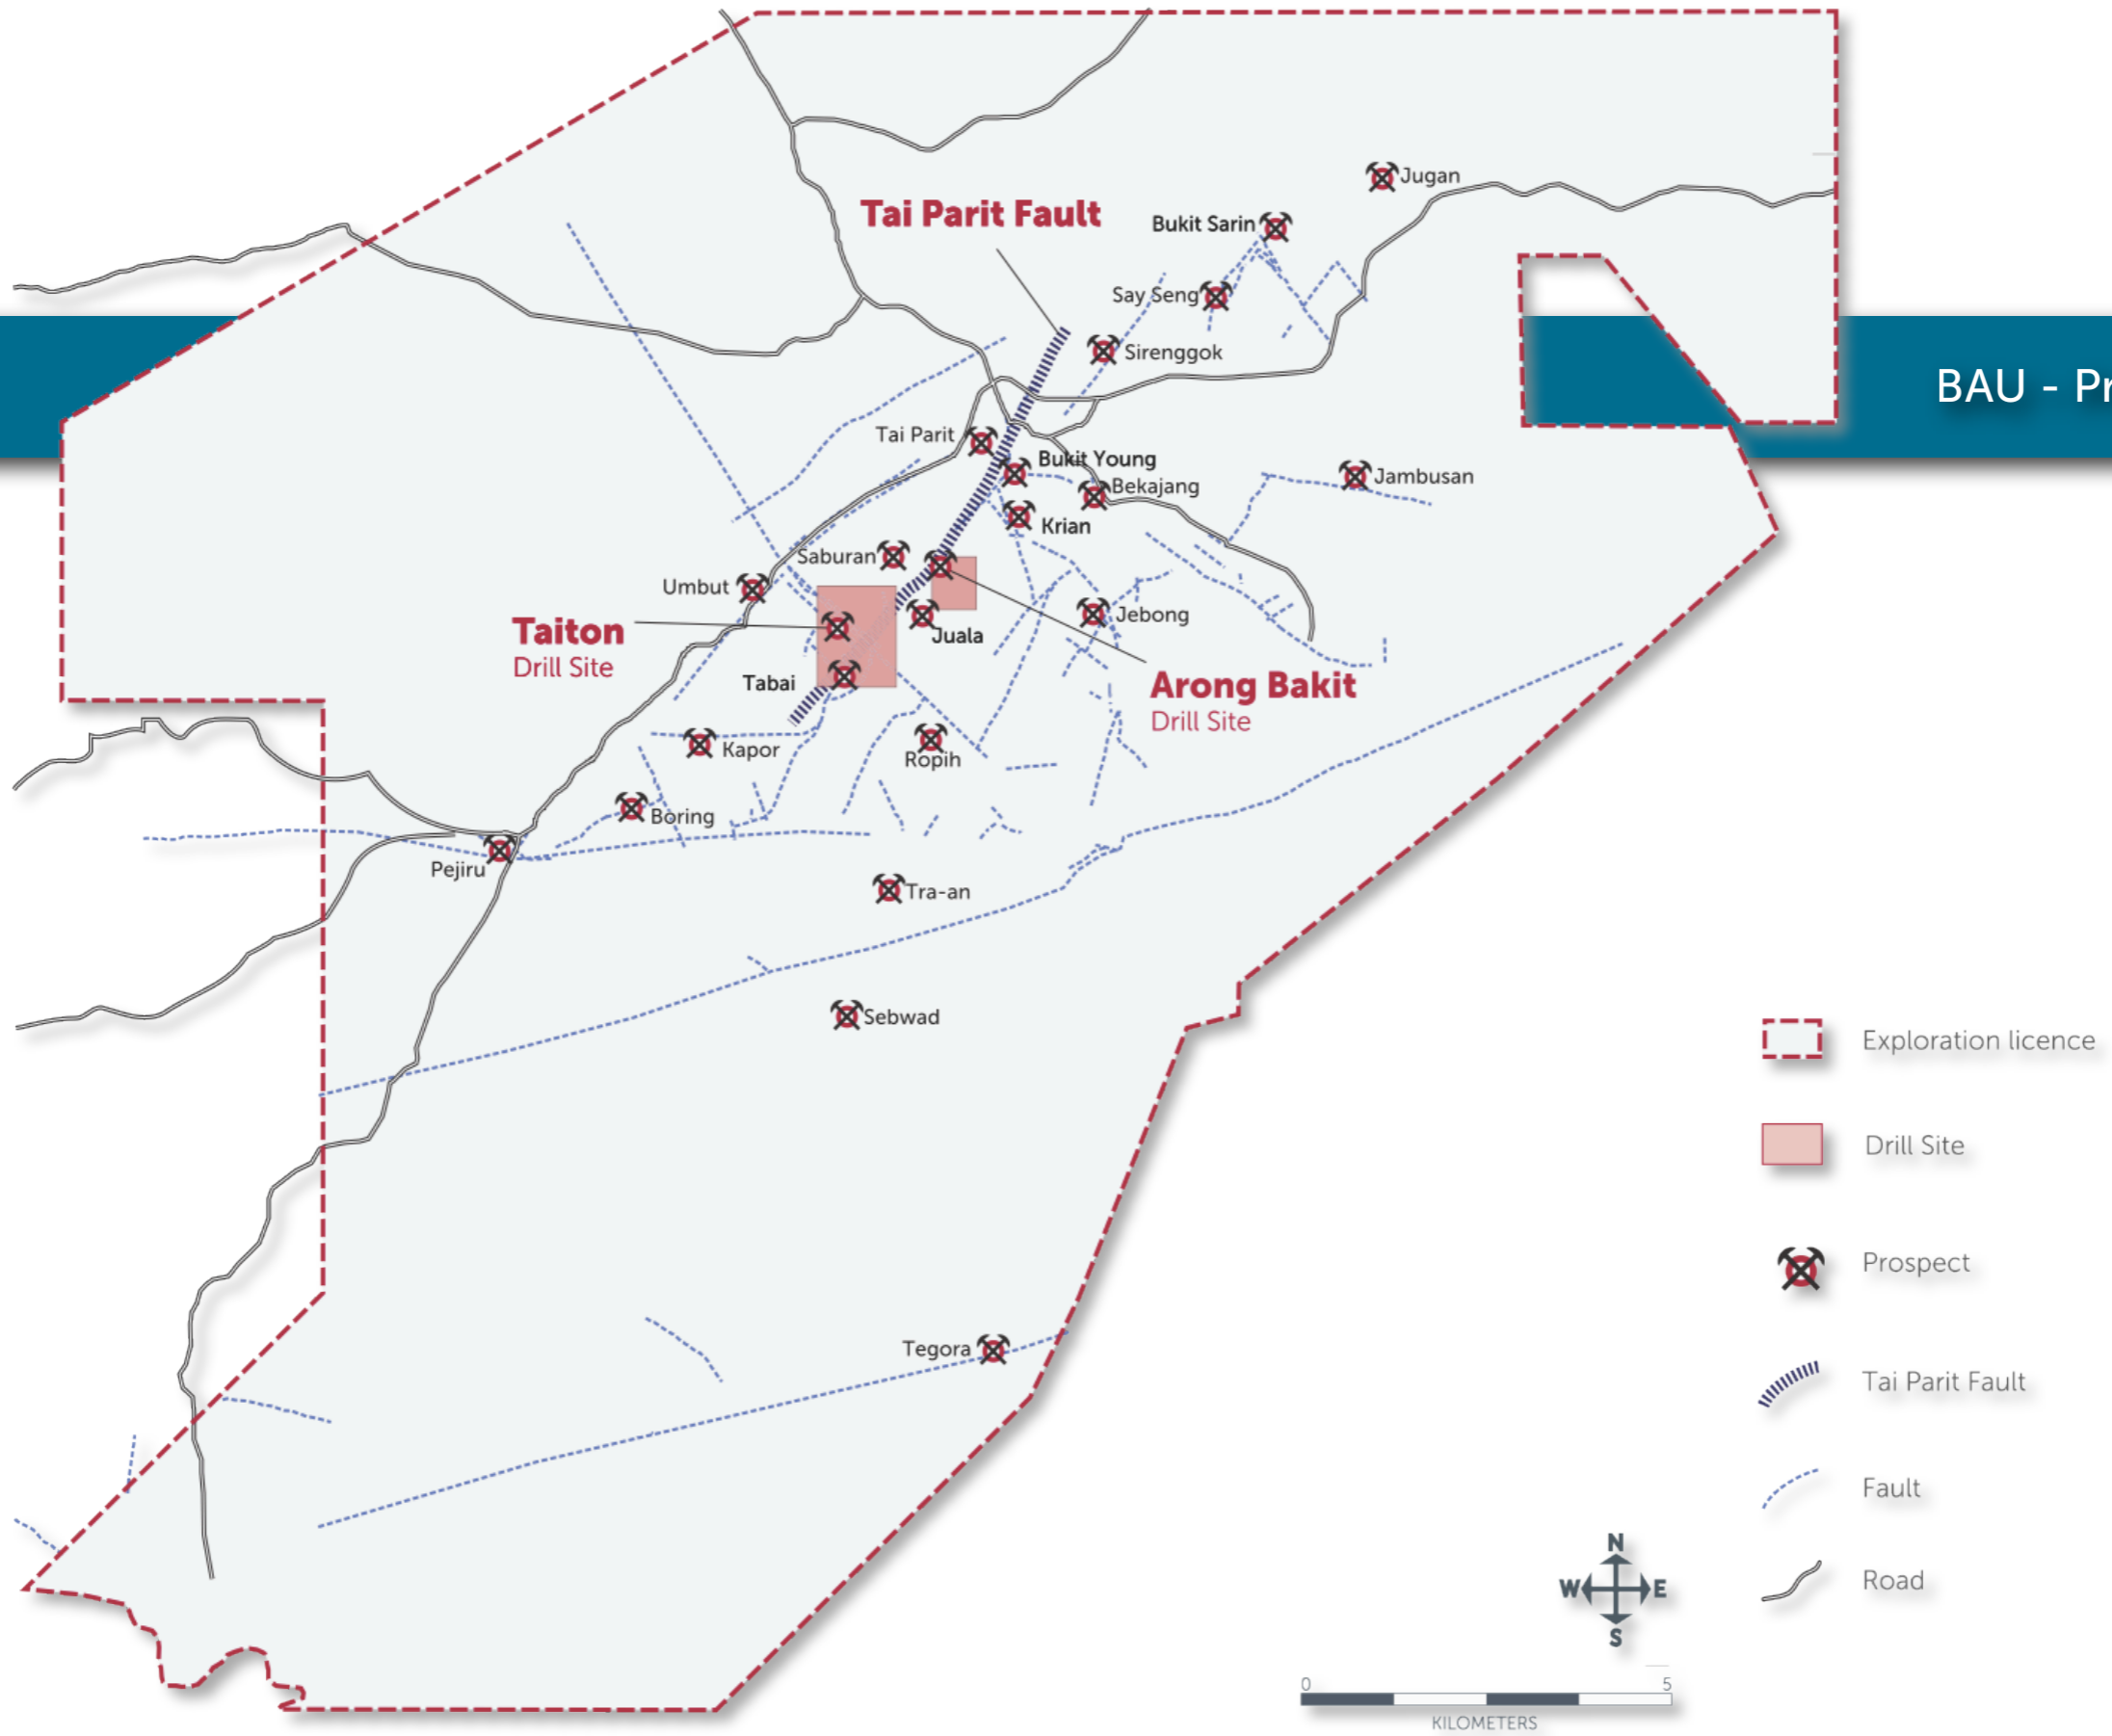 Jugan
Tai Parit Fault
Bukit Sarin
Say Seng
Sirenggok
BAU - Pr
Tai Parit
Bukit Young
Bekajang
Jambusan
Krian
Saburan
Umbut
Taiton
Drill Site
Juala
Jebong
Tabai
Arong Bakit
Drill Site
Kapor
Ropih
Boring
Pejiru
Tra-an
Sebwad
Tegora
Exploration licence
Drill Site
Prospect
Tai Parit Fault
Fault
Road
N
W E
S
0 5
KILOMETERS